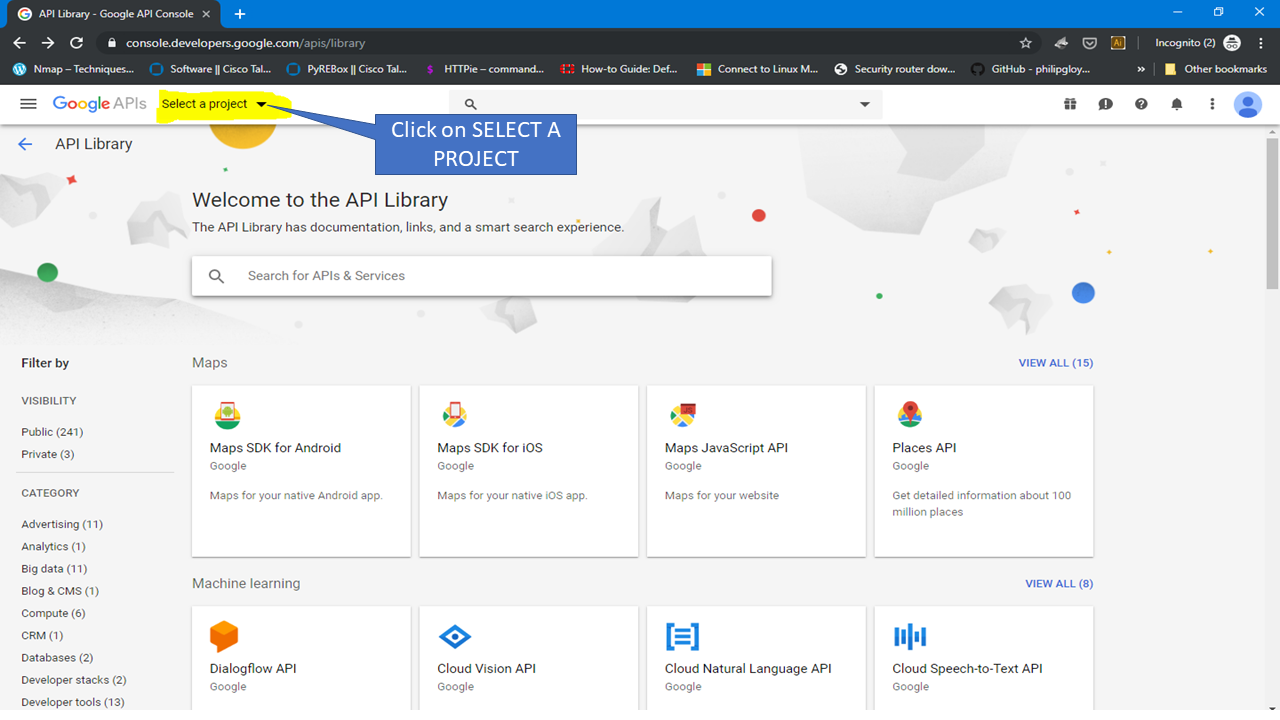 API Library - Google API Console
console.developers.google.com/apis/library
Incognito (2)
Nmap – Techniques...
Software || Cisco Tal...
PyREBox || Cisco Tal...
$ HTTPie – command...
How-to Guide: Def...
Connect to Linux M...
Security router dow...
GitHub - philipgloy...
»
Other bookmarks
Google APIs
Select a project
Click on SELECT A
PROJECT
API Library
Welcome to the API Library
The API Library has documentation, links, and a smart search experience.
Search for APIs & Services
Filter by
VISIBILITY
Public (241)
Private (3)
CATEGORY
Advertising (11)
Analytics (1)
Big data (11)
Blog & CMS (1)
Compute (6)
CRM (1)
Databases (2)
Developer stacks (2)
Developer tools (13)
Maps
VIEW ALL (15)
Maps SDK for Android
Google
Maps for your native Android app.
Maps SDK for iOS
Google
Maps for your native iOS app.
Maps JavaScript API
Google
Maps for your website
Places API
Google
Get detailed information about 100
million places
Machine learning
VIEW ALL (8)
Dialogflow API
Google
Cloud Vision API
Google
Cloud Natural Language API
Google
Cloud Speech-to-Text API
Google